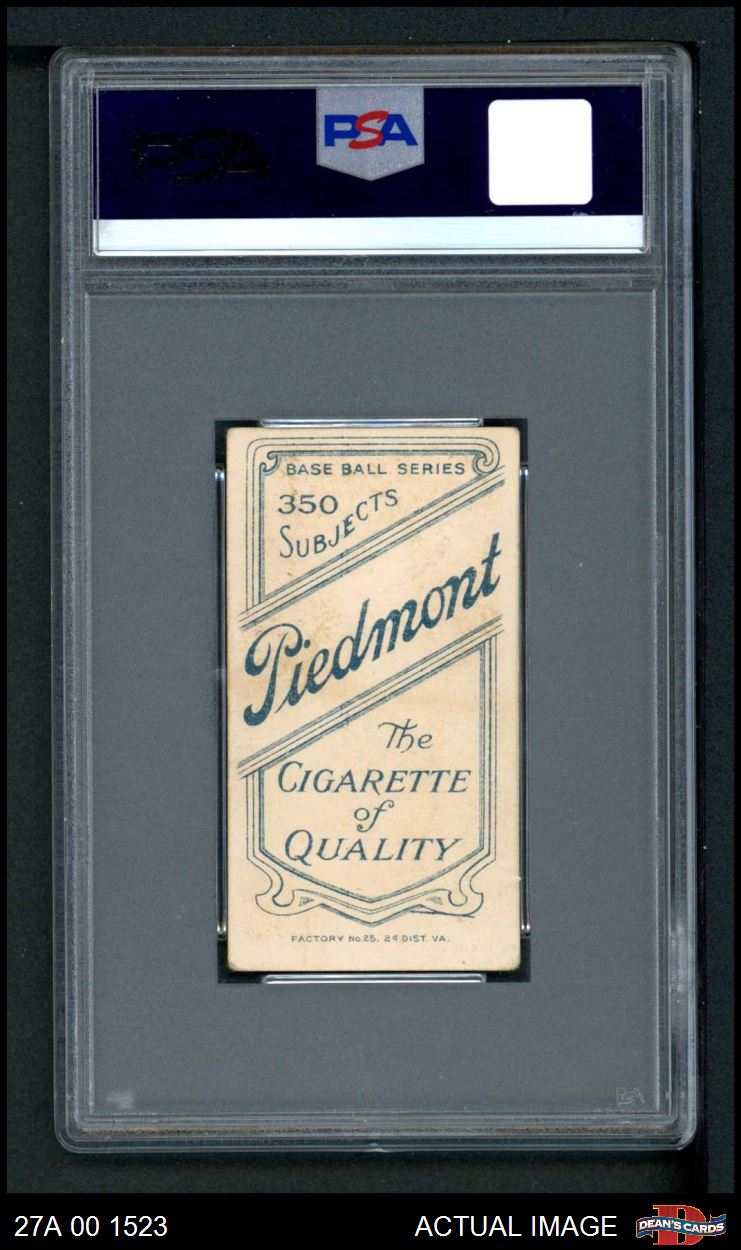 PSA
PSA
BASE BALL SERIES
350
SUBJECTS
Piedmont
The
CIGARETTE
of
QUALITY
FACTORY No. 25. 2d DIST. VA.
27A 00 1523
ACTUAL IMAGE
DEAN'S CARDS